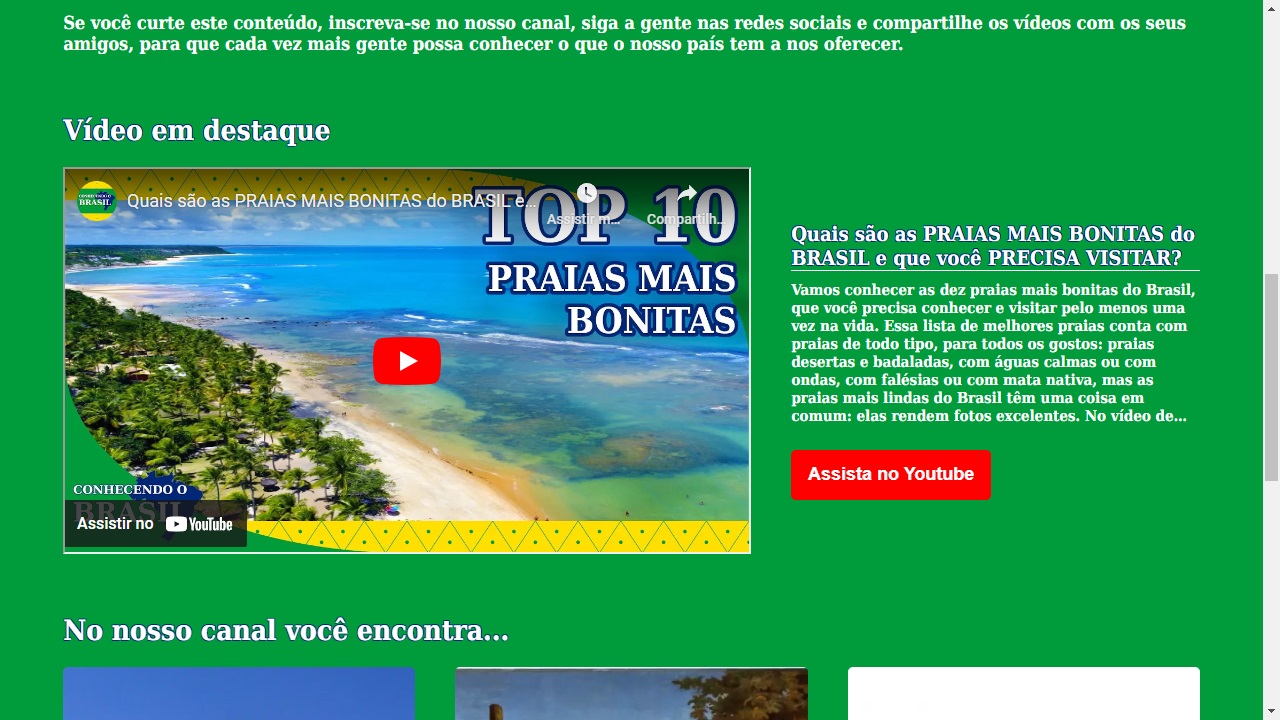 Se você curte este conteúdo, inscreva-se no nosso canal, siga a gente nas redes sociais e compartilhe os vídeos com os seus
amigos, para que cada vez mais gente possa conhecer o que o nosso país tem a nos oferecer.
Vídeo em destaque
CONHECENDO O
BRASIL
Quais são as PRAIAS MAIS BONITAS do BRASIL e...
Assistir m...
Compartilh...
TOP 10
PRAIAS MAIS
BONITAS
CONHECENDO O
BRASIL
Assistir no YouTube
Quais são as PRAIAS MAIS BONITAS do
BRASIL e que você PRECISA VISITAR?
Vamos conhecer as dez praias mais bonitas do Brasil,
que você precisa conhecer e visitar pelo menos uma
vez na vida. Essa lista de melhores praias conta com
praias de todo tipo, para todos os gostos: praias
desertas e badaladas, com águas calmas ou com
ondas, com falésias ou com mata nativa, mas as
praias mais lindas do Brasil têm uma coisa em
comum: elas rendem fotos excelentes. No vídeo de...
Assista no Youtube
No nosso canal você encontra...